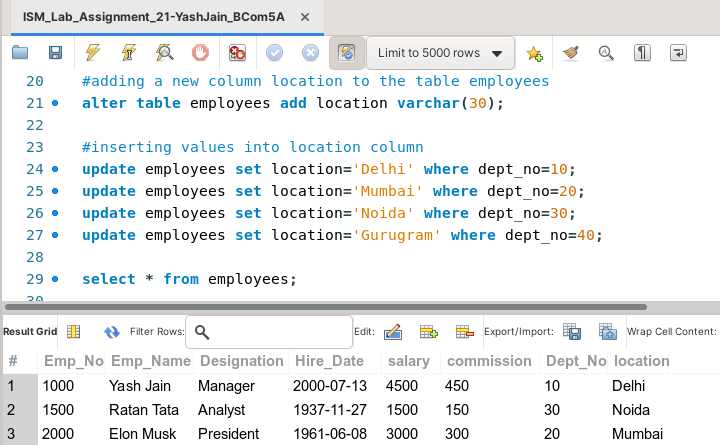 ISM_Lab_Assignment_21-YashJain_BCom5A ×
Limit to 5000 rows
20 #adding a new column location to the table employees
21 alter table employees add location varchar(30);
22
23 #inserting values into location column
24 update employees set location='Delhi' where dept_no=10;
25 update employees set location='Mumbai' where dept_no=20;
26 update employees set location='Noida' where dept_no=30;
27 update employees set location='Gurugram' where dept_no=40;
28
29 select * from employees;
30
Result Grid Filter Rows: Edit: Export/Import: Wrap Cell Content:
# Emp_No Emp_Name Designation Hire_Date salary commission Dept_No location
1 1000 Yash Jain Manager 2000-07-13 4500 450 10 Delhi
2 1500 Ratan Tata Analyst 1937-11-27 1500 150 30 Noida
3 2000 Elon Musk President 1961-06-08 3000 300 20 Mumbai